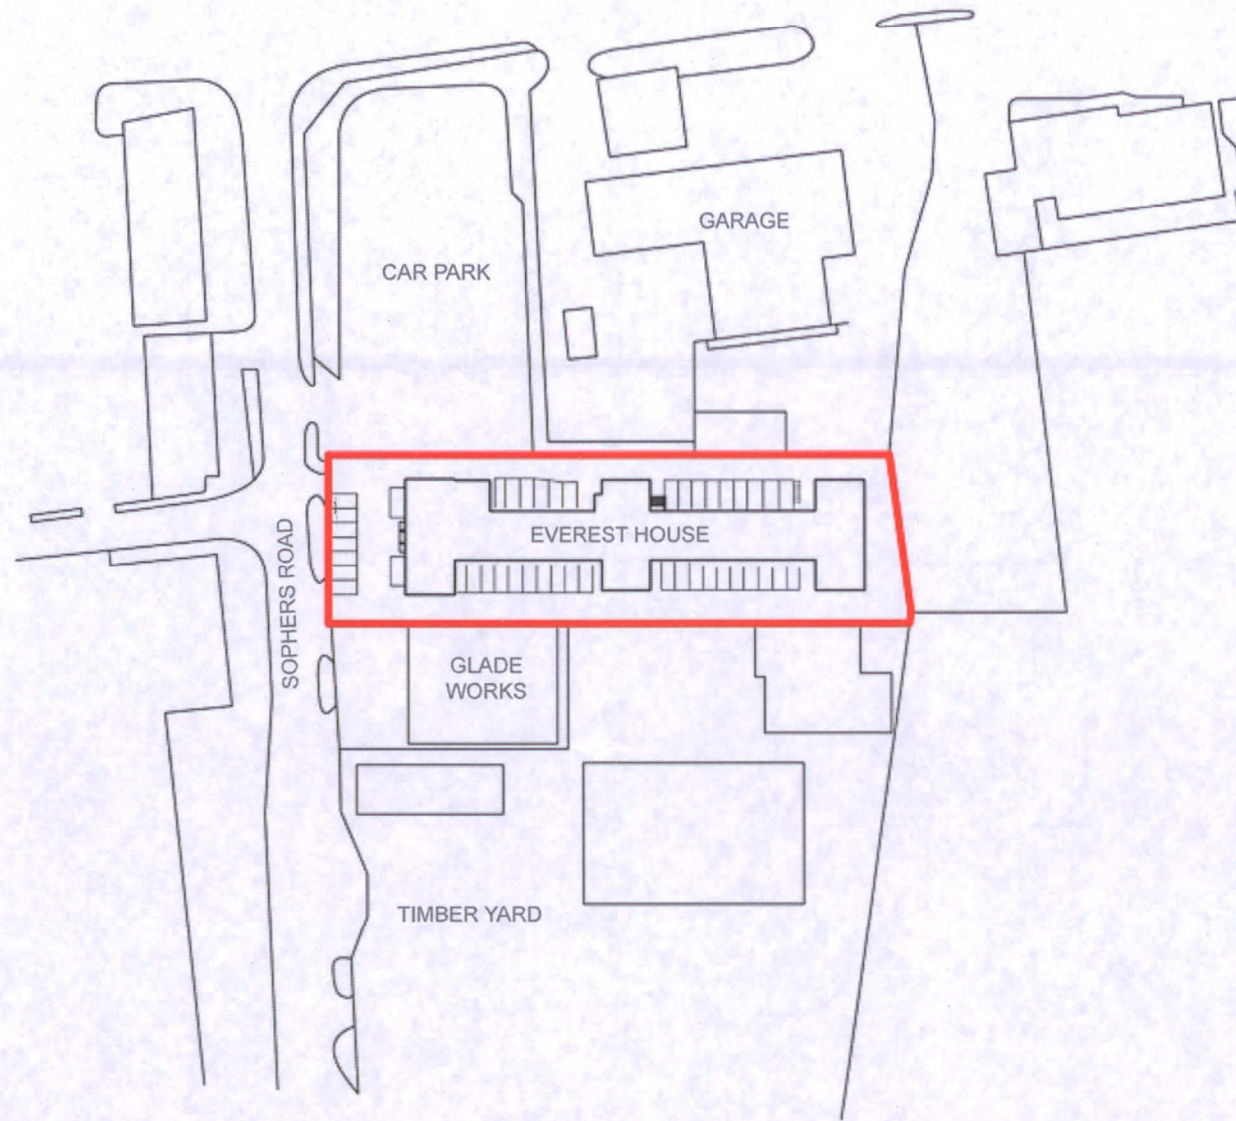 GARAGE
CAR PARK
EVEREST HOUSE
SOPHERS ROAD
GLADE
WORKS
TIMBER YARD